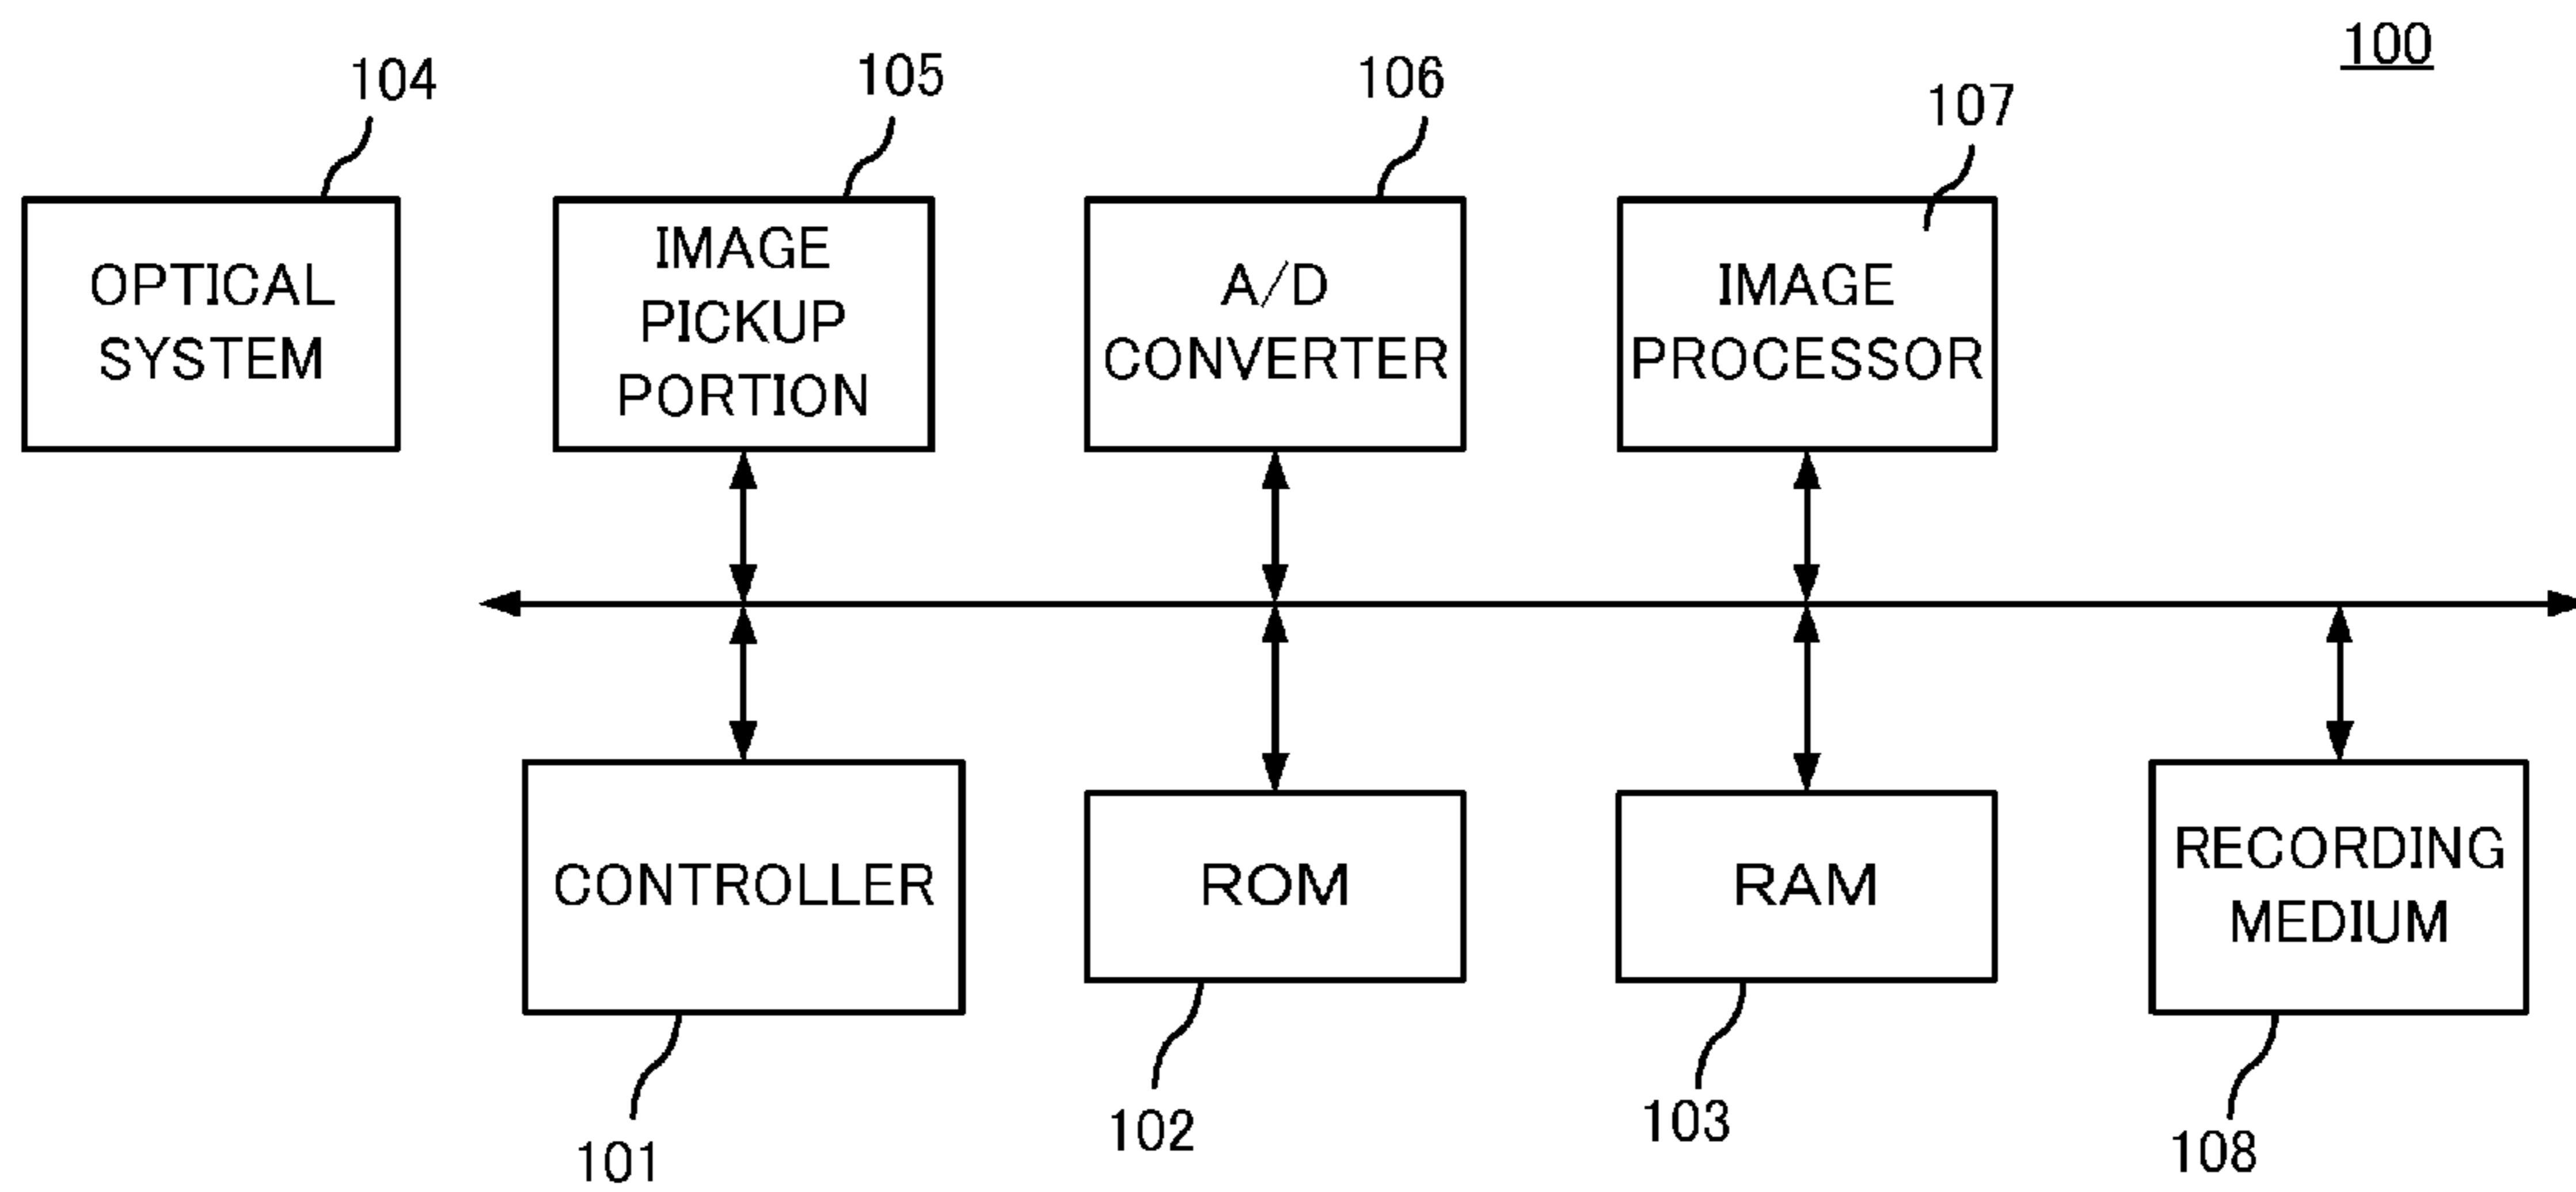 100
104
105
106
107
OPTICAL
SYSTEM
IMAGE
PICKUP
PORTION
A/D
CONVERTER
IMAGE
PROCESSOR
CONTROLLER
ROM
RAM
RECORDING
MEDIUM
101
102
103
108